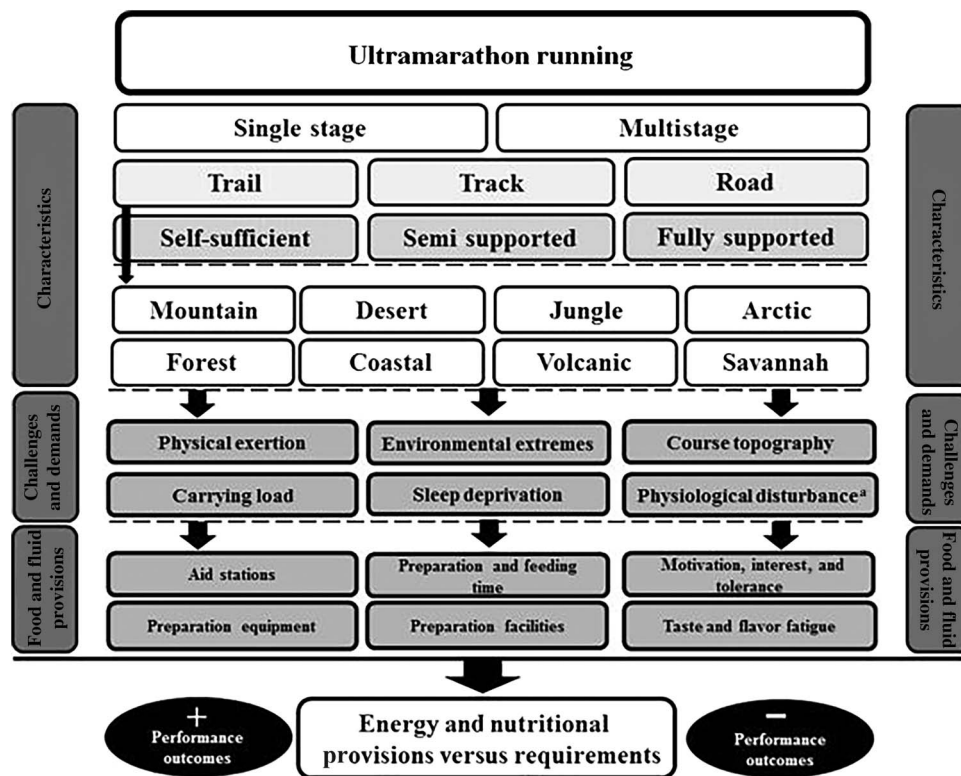 Ultramarathon running
Single stage
Multistage
Trail
Track
Road
Self-sufficient
Semi supported
Fully supported
Characteristics
Characteristics
Mountain
Desert
Jungle
Arctic
Forest
Coastal
Volcanic
Savannah
Challenges
and demands
Challenges
and demands
Physical exertion
Environmental extremes
Course topography
Carrying load
Sleep deprivation
Physiological disturbanceᵃ
Food and fluid
provisions
Food and fluid
provisions
Aid stations
Preparation and feeding
time
Motivation, interest, and
tolerance
Preparation equipment
Preparation facilities
Taste and flavor fatigue
+
Performance
outcomes
Energy and nutritional
provisions versus requirements
−
Performance
outcomes